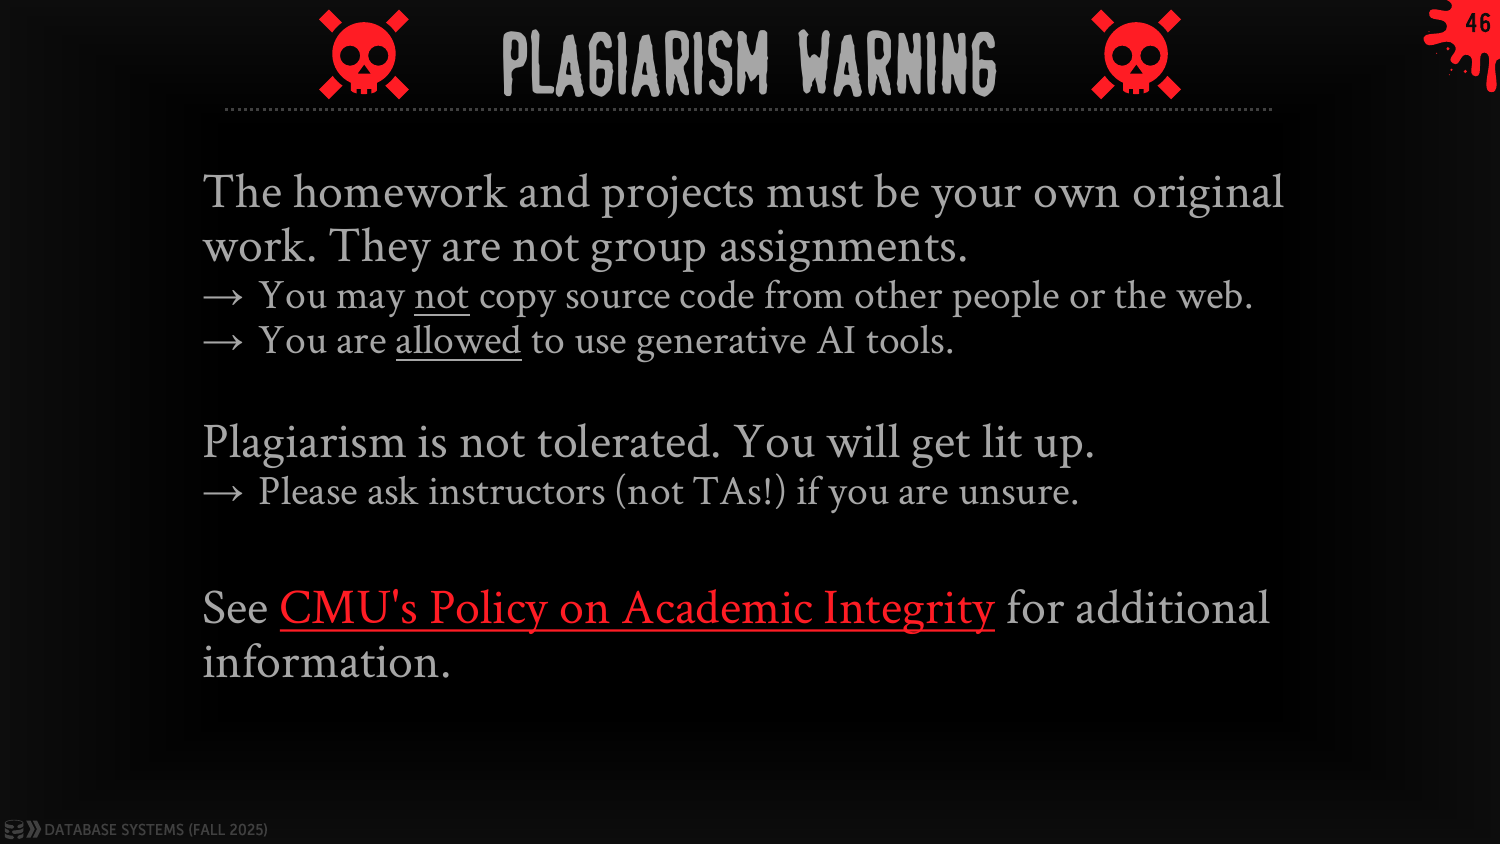 PLAGIARISM WARNING
46
The homework and projects must be your own original
work. They are not group assignments.
→ You may not copy source code from other people or the web.
→ You are allowed to use generative AI tools.
Plagiarism is not tolerated. You will get lit up.
→ Please ask instructors (not TAs!) if you are unsure.
See CMU's Policy on Academic Integrity for additional
information.
DATABASE SYSTEMS (FALL 2025)